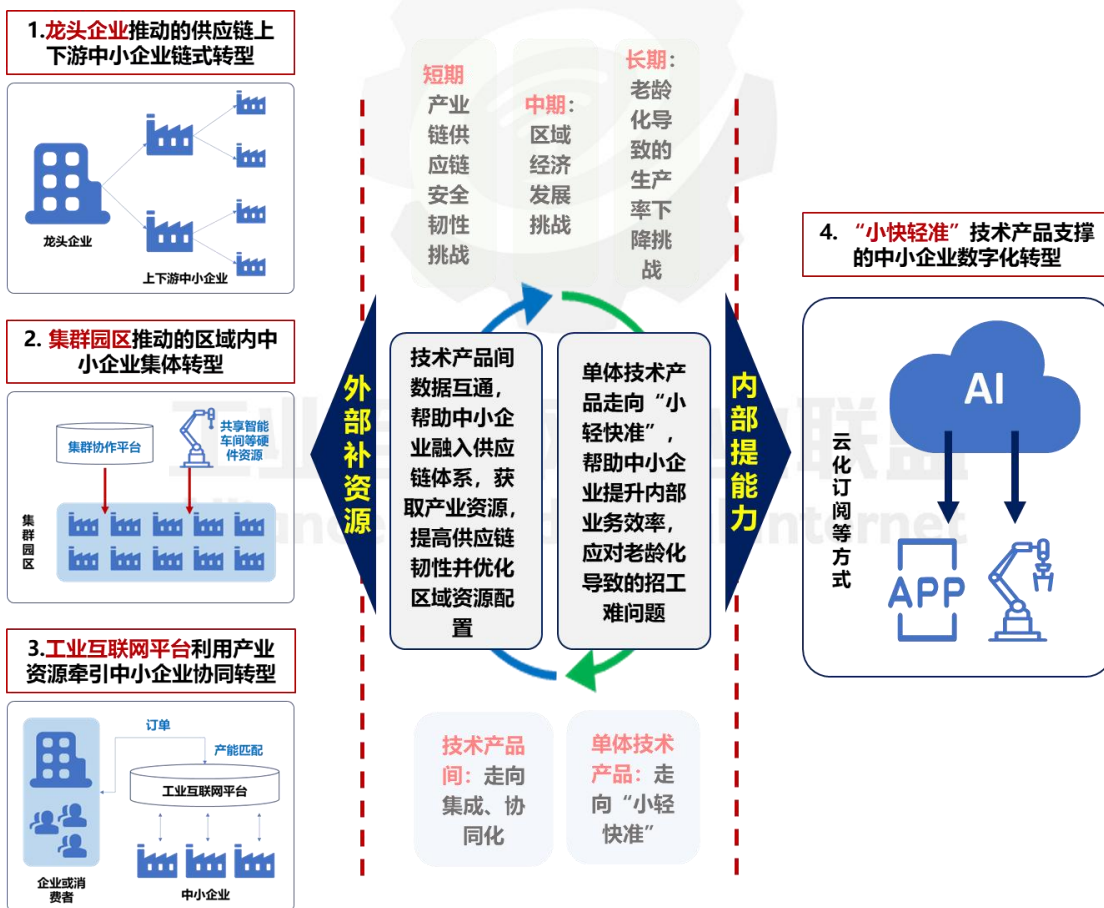 1.龙头企业推动的供应链上
下游中小企业链式转型
龙头企业
上下游中小企业
2. 集群园区推动的区域内中
小企业集体转型
集群协作平台
共享智能
车间等硬
件资源
集
群
园
区
3.工业互联网平台利用产业
资源牵引中小企业协同转型
订单
产能匹配
工业互联网平台
企业或消
费者
中小企业
短期
产业
链供
应链
安全
韧性
挑战
中期：
区域
经济
发展
挑战
长期：
老龄
化导
致的
生产
率下
降挑
战
外
部
补
资
源
技术产品间
数据互通，
帮助中小企
业融入供应
链体系，获
取产业资源，
提高供应链
韧性并优化
区域资源配
置
单体技术产
品走向“小
轻快准”，
帮助中小企
业提升内部
业务效率，
应对老龄化
导致的招工
难问题
内
部
提
能
力
技术产品
间：走向
集成、协
同化
单体技术
产品：走
向“小轻
快准”
4. “小快轻准”技术产品支撑
的中小企业数字化转型
AI
云
化
订
阅
等
方
式
APP